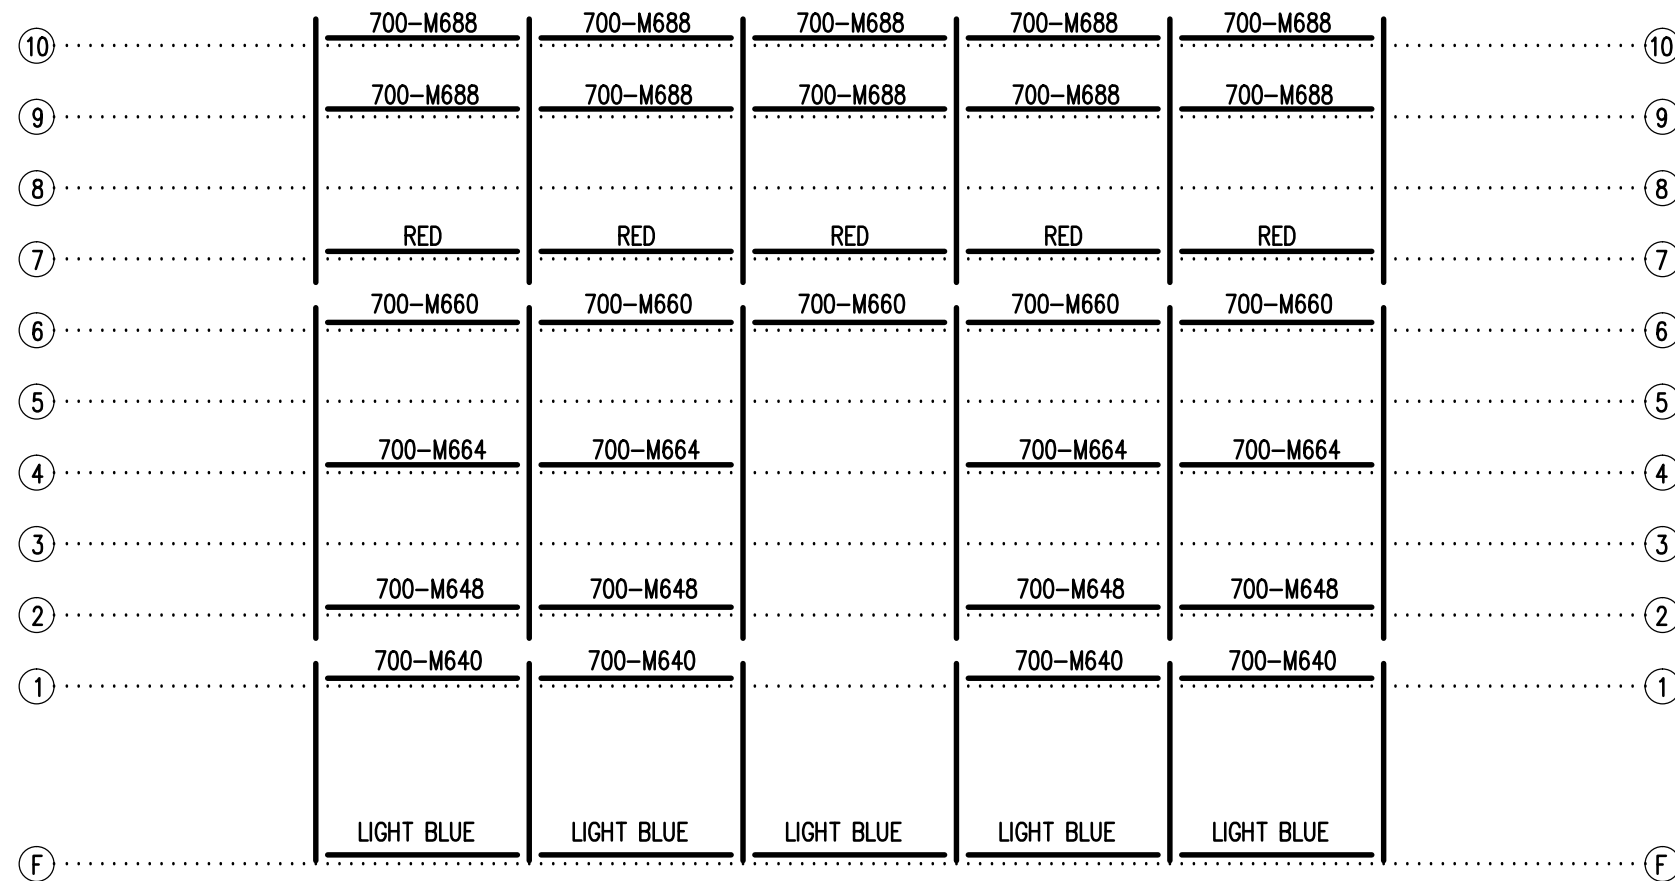 10 700-M688 700-M688 700-M688 700-M688 700-M688 10
9 700-M688 700-M688 700-M688 700-M688 700-M688 9
8 8
7 RED RED RED RED RED 7
6 700-M660 700-M660 700-M660 700-M660 700-M660 6
5 5
4 700-M664 700-M664 700-M664 700-M664 4
3 3
2 700-M648 700-M648 700-M648 700-M648 2
1 700-M640 700-M640 700-M640 700-M640 1
LIGHT BLUE LIGHT BLUE LIGHT BLUE LIGHT BLUE LIGHT BLUE
F F